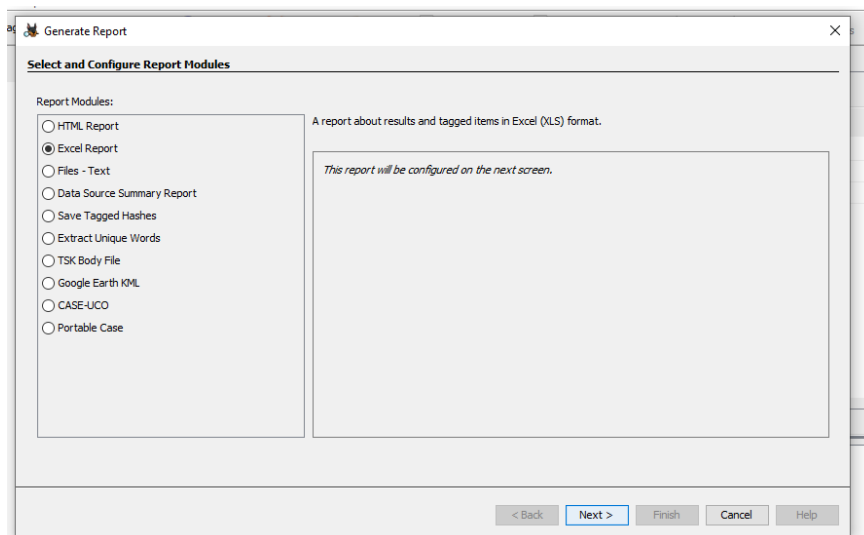 Generate Report
Select and Configure Report Modules
Report Modules:
HTML Report
Excel Report
Files - Text
Data Source Summary Report
Save Tagged Hashes
Extract Unique Words
TSK Body File
Google Earth KML
CASE-UCO
Portable Case
A report about results and tagged items in Excel (XLS) format.
This report will be configured on the next screen.
< Back Next > Finish Cancel Help